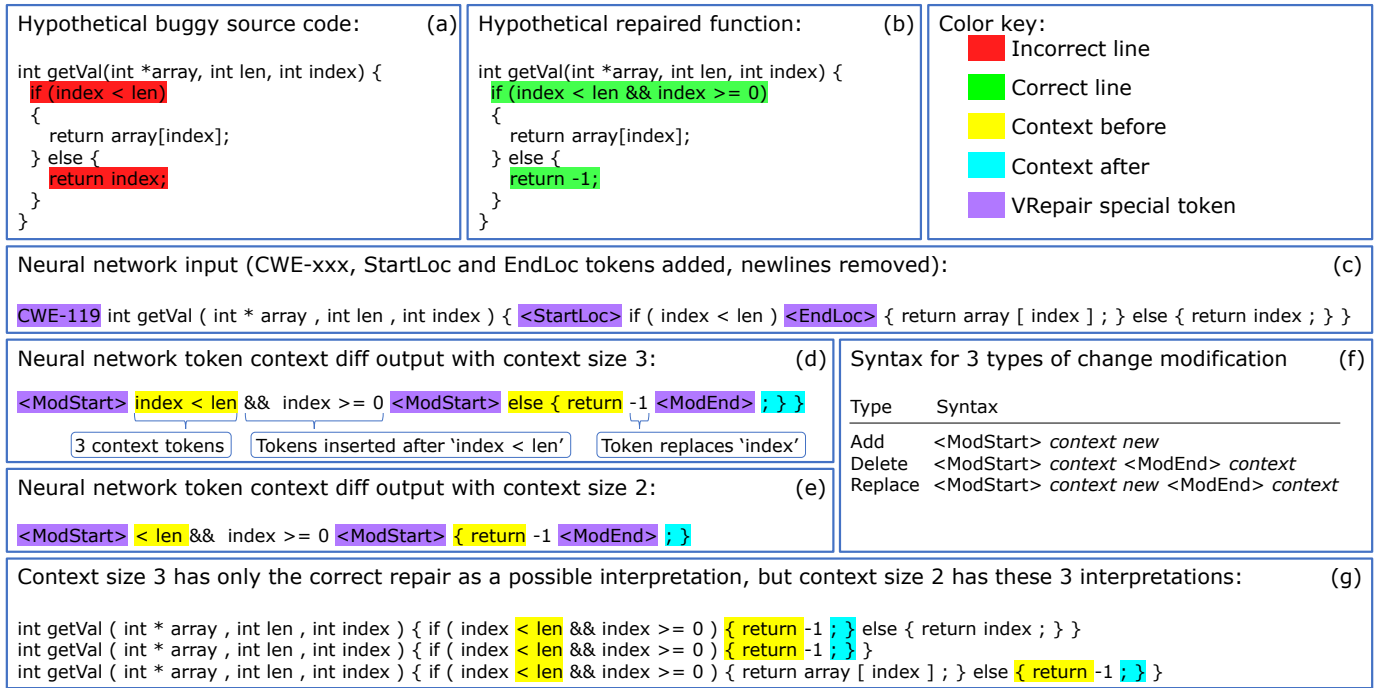 Hypothetical buggy source code: (a)
int getVal(int *array, int len, int index) {
if (index < len)
{
return array[index];
} else {
return index;
}
}
Hypothetical repaired function: (b)
int getVal(int *array, int len, int index) {
if (index < len && index >= 0)
{
return array[index];
} else {
return -1;
}
}
Color key:
Incorrect line
Correct line
Context before
Context after
VRepair special token
Neural network input (CWE-xxx, StartLoc and EndLoc tokens added, newlines removed): (c)
CWE-119 int getVal ( int * array , int len , int index ) { <StartLoc> if ( index < len ) <EndLoc> { return array [ index ] ; } else { return index ; } }
Neural network token context diff output with context size 3: (d)
<ModStart> index < len && index >= 0 <ModStart> else { return -1 <ModEnd> ; } }
3 context tokens Tokens inserted after ‘index < len’ Token replaces ‘index’
Neural network token context diff output with context size 2: (e)
<ModStart> < len && index >= 0 <ModStart> { return -1 <ModEnd> ; }
Syntax for 3 types of change modification (f)
Type Syntax
Add <ModStart> context new
Delete <ModStart> context <ModEnd> context
Replace <ModStart> context new <ModEnd> context
Context size 3 has only the correct repair as a possible interpretation, but context size 2 has these 3 interpretations: (g)
int getVal ( int * array , int len , int index ) { if ( index < len && index >= 0 ) { return -1 ; } else { return index ; } }
int getVal ( int * array , int len , int index ) { if ( index < len && index >= 0 ) { return -1 ; } }
int getVal ( int * array , int len , int index ) { if ( index < len && index >= 0 ) { return array [ index ] ; } else { return -1 ; } }